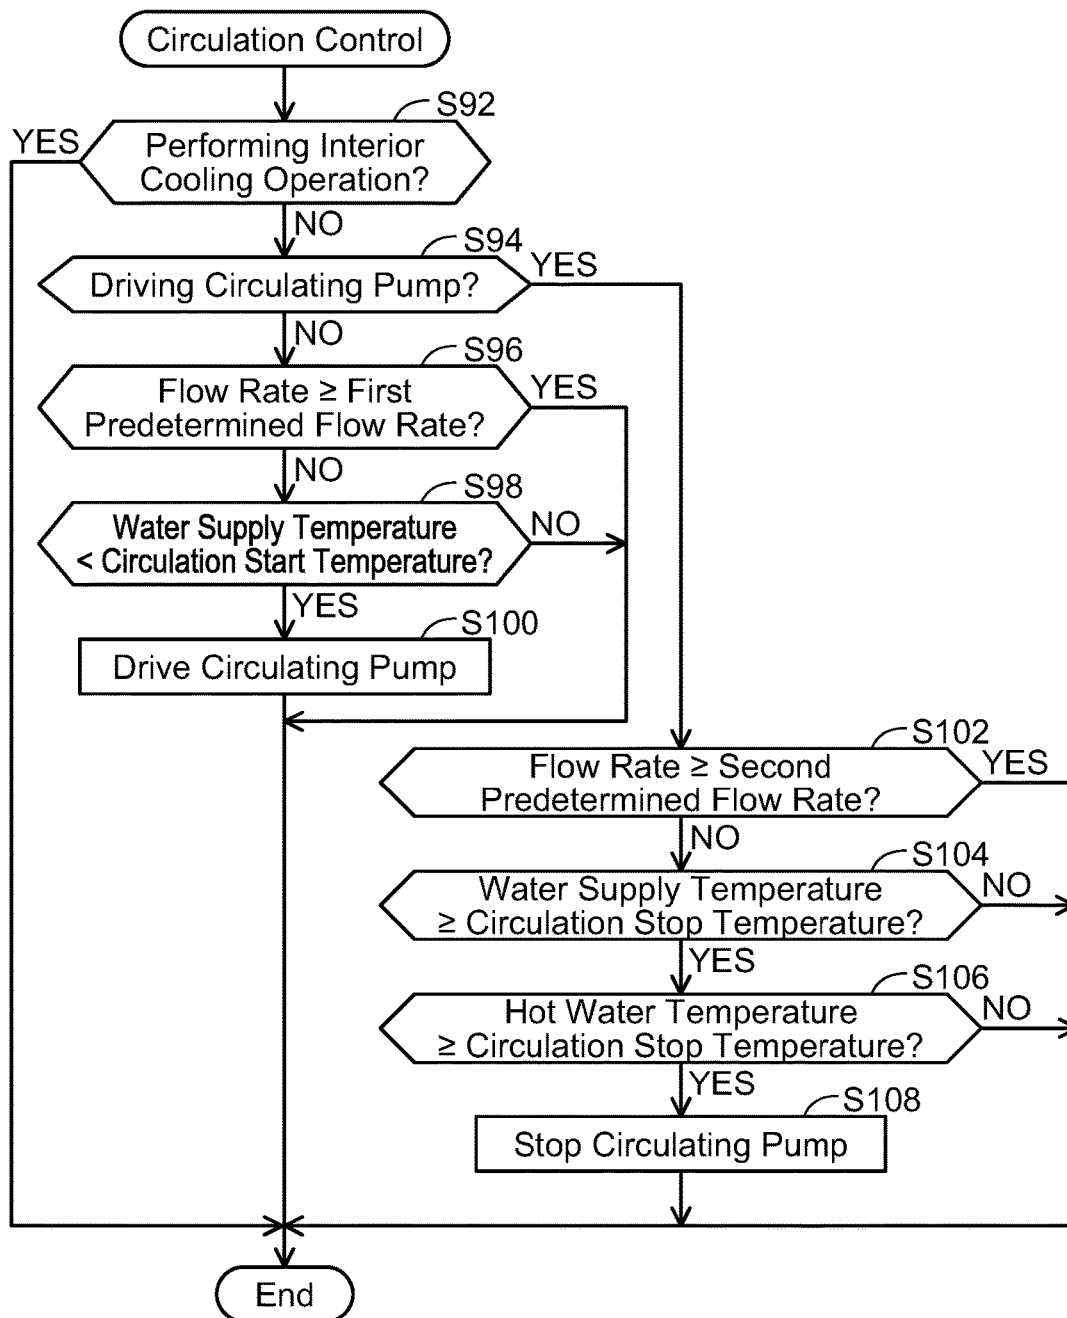 Circulation Control
S92
YES
Performing Interior
Cooling Operation?
NO
S94
YES
Driving Circulating Pump?
NO
S96
YES
Flow Rate ≥ First
Predetermined Flow Rate?
NO
S98
NO
Water Supply Temperature
< Circulation Start Temperature?
YES
S100
Drive Circulating Pump
S102
YES
Flow Rate ≥ Second
Predetermined Flow Rate?
NO
S104
NO
Water Supply Temperature
≥ Circulation Stop Temperature?
YES
S106
NO
Hot Water Temperature
≥ Circulation Stop Temperature?
YES
S108
Stop Circulating Pump
End